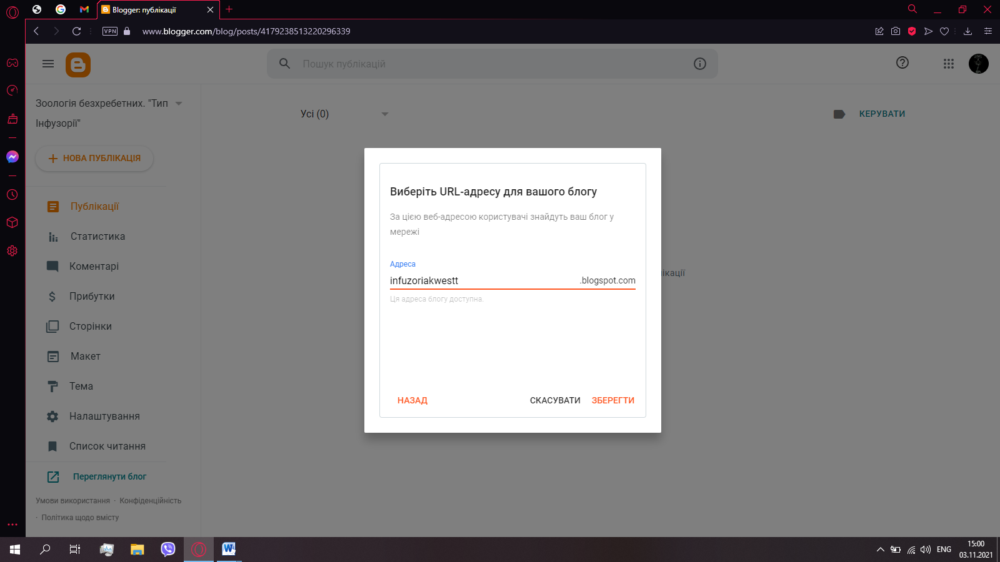 Blogger: публікації
VPN
www.blogger.com/blog/posts/4179238513220296339
Пошук публікацій
Зоологія безхребетних. "Тип
Інфузорії"
Усі (0)
КЕРУВАТИ
НОВА ПУБЛІКАЦІЯ
Публікації
Статистика
Коментарі
Прибутки
Сторінки
Макет
Тема
Налаштування
Список читання
Переглянути блог
Умови використання · Конфіденційність
· Політика щодо вмісту
Виберіть URL-адресу для вашого блогу
За цією веб-адресою користувачі знайдуть ваш блог у
мережі
Адреса
infuzoriakwestt .blogspot.com
Ця адреса блогу доступна.
НАЗАД СКАСУВАТИ ЗБЕРЕГТИ
ікації
ENG
15:00
03.11.2021